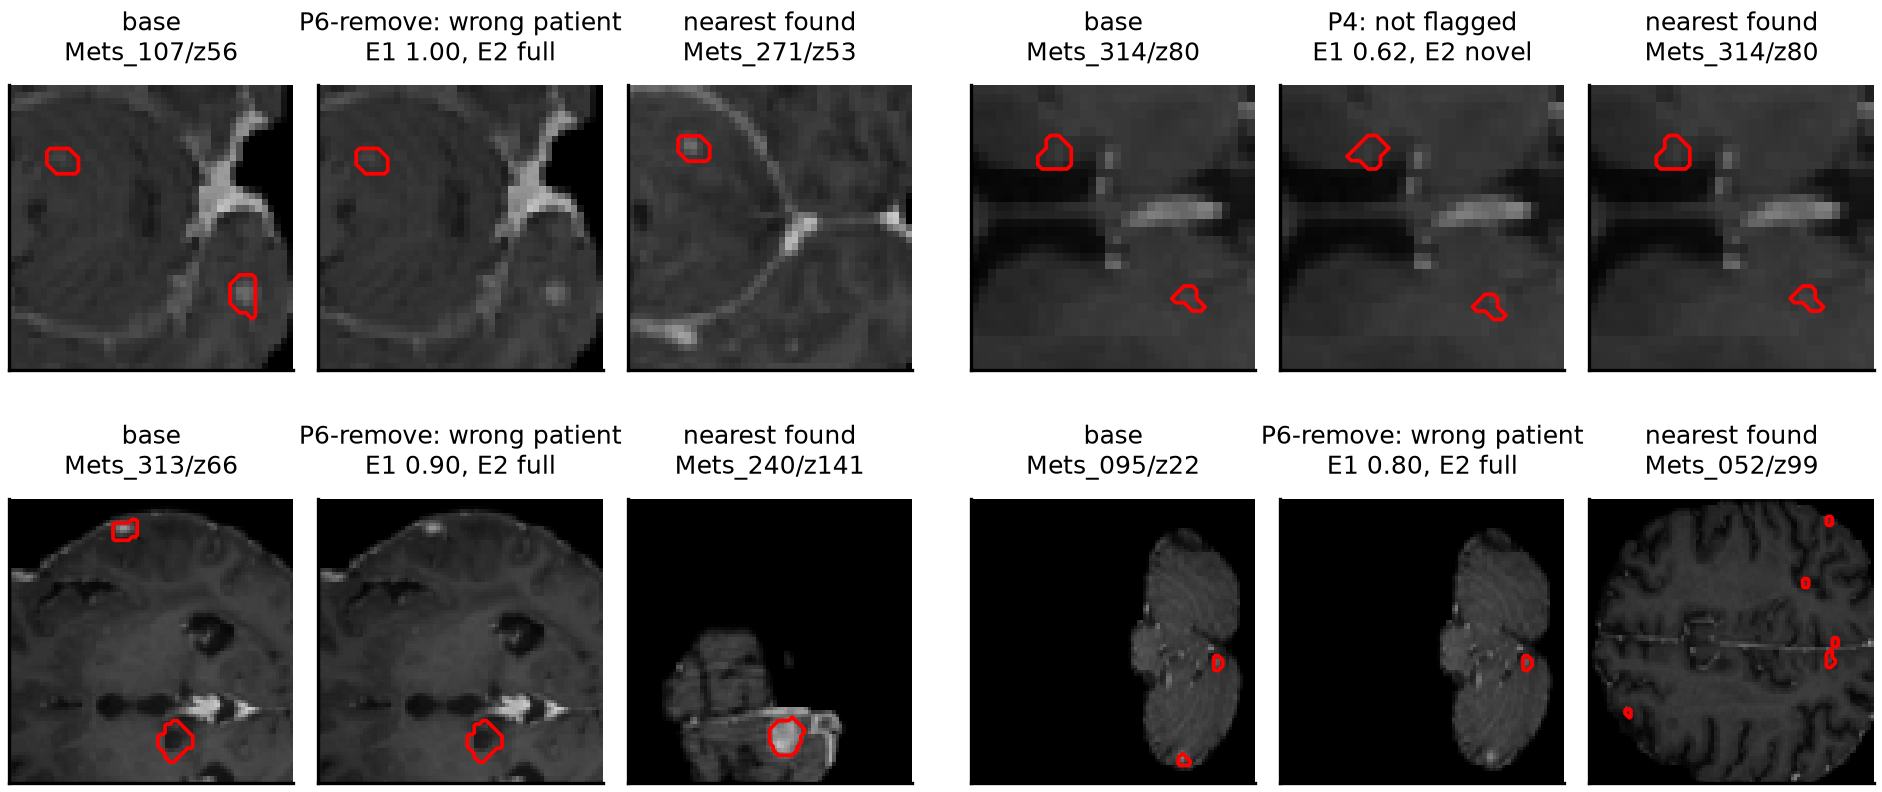 base
Mets_107/z56
P6-remove: wrong patient
E1 1.00, E2 full
nearest found
Mets_271/z53
base
Mets_314/z80
P4: not flagged
E1 0.62, E2 novel
nearest found
Mets_314/z80
base
Mets_313/z66
P6-remove: wrong patient
E1 0.90, E2 full
nearest found
Mets_240/z141
base
Mets_095/z22
P6-remove: wrong patient
E1 0.80, E2 full
nearest found
Mets_052/z99